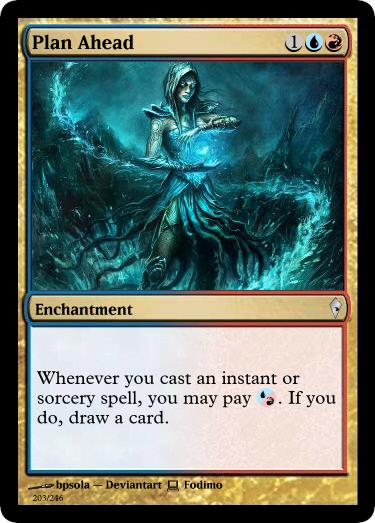 Plan Ahead 1
Enchantment
Whenever you cast an instant or
sorcery spell, you may pay . If you
do, draw a card.
bpsola — Deviantart Fodimo
203/246